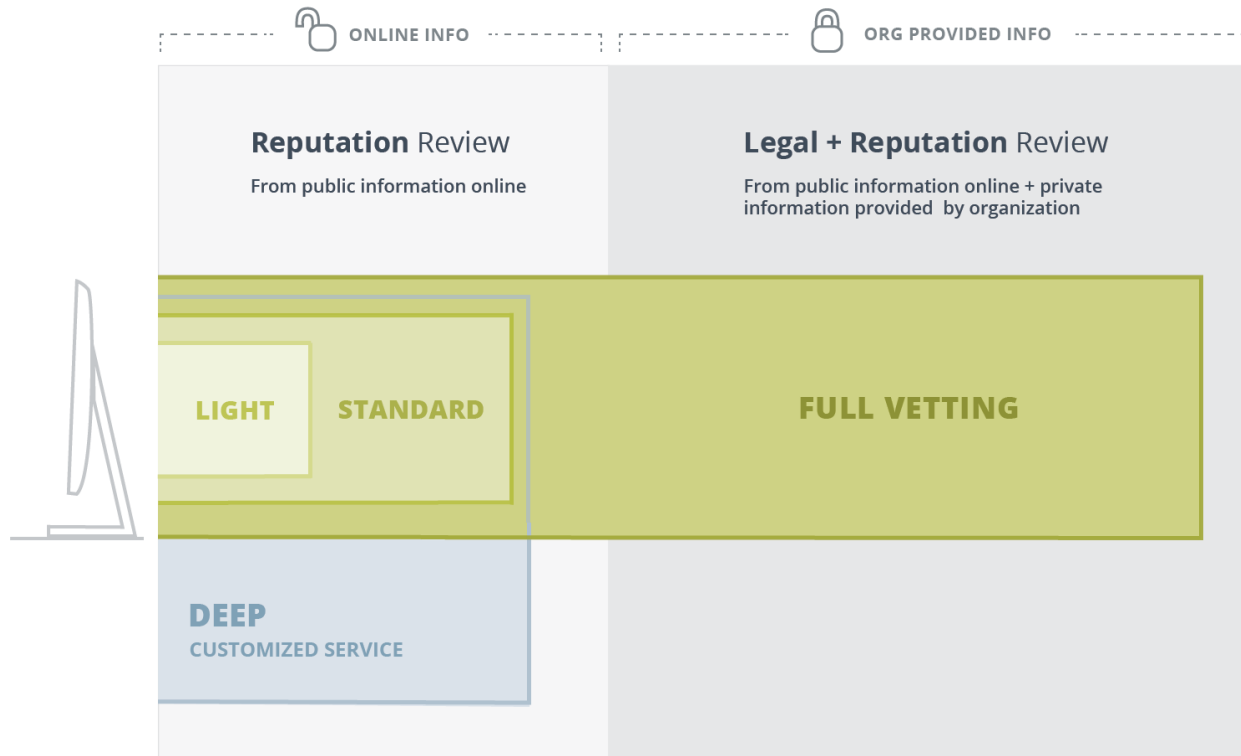 ONLINE INFO
ORG PROVIDED INFO
Reputation Review
From public information online
Legal + Reputation Review
From public information online + private
information provided by organization
LIGHT
STANDARD
FULL VETTING
DEEP
CUSTOMIZED SERVICE